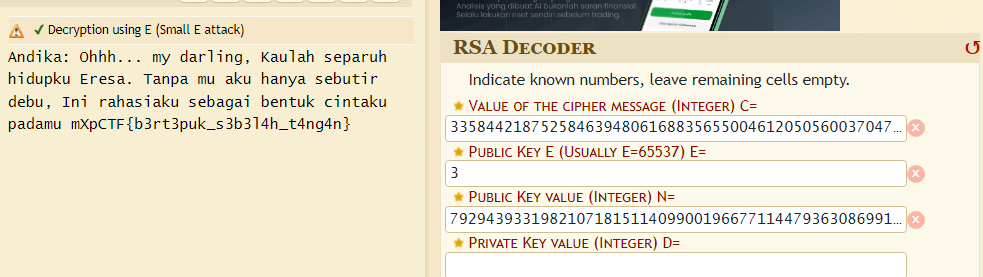 ✔ Decryption using E (Small E attack)
Andika: Ohhh... my darling, Kaulah separuh
hidupku Eresa. Tanpa mu aku hanya sebutir
debu, Ini rahasiaku sebagai bentuk cintaku
padamu mXpCTF{b3rt3puk_s3b3l4h_t4ng4n}
Analisis yang dibuat AI bukanlah saran finansial.
Selalu lakukan riset sendiri sebelum trading.
RSA DECODER
Indicate known numbers, leave remaining cells empty.
VALUE OF THE CIPHER MESSAGE (INTEGER) C=
3358442187525846394806168835655004612050560037047...
PUBLIC KEY E (USUALLY E=65537) E=
3
PUBLIC KEY VALUE (INTEGER) N=
7929439331982107181511409900196677114479363086991...
PRIVATE KEY VALUE (INTEGER) D=